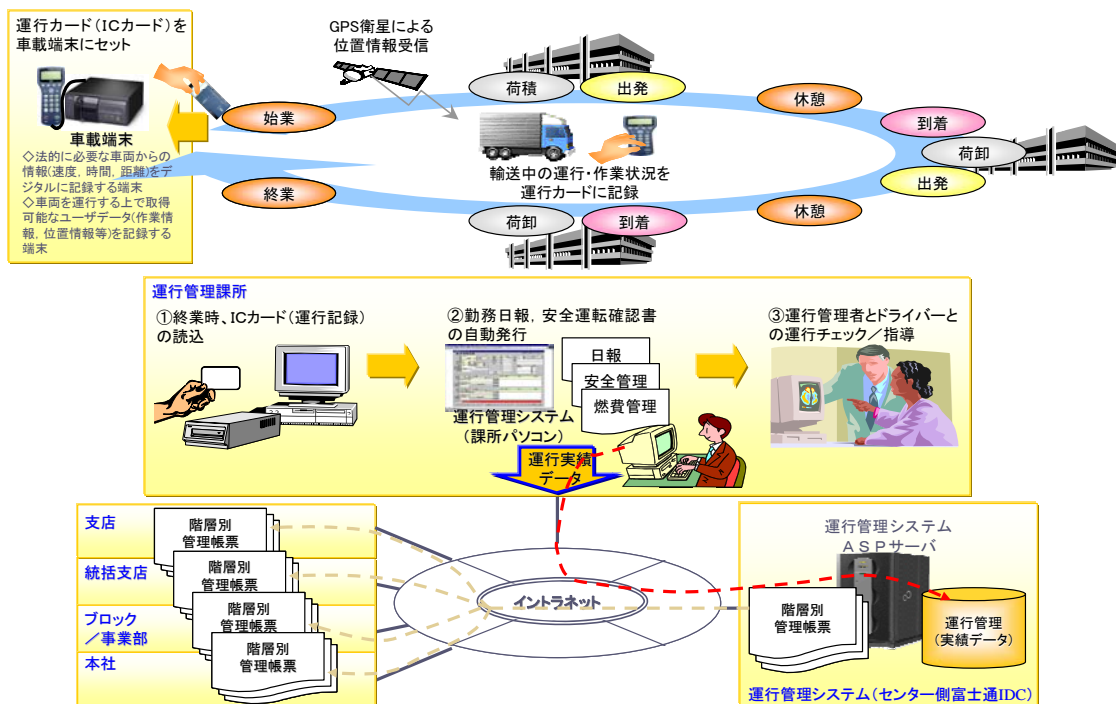 運行カード(ICカード)を
車載端末にセット
車載端末
◇法的に必要な車両からの
情報(速度, 時間, 距離)をデ
ジタルに記録する端末
◇車両を運行する上で取得
可能なユーザデータ(作業情
報, 位置情報等)を記録する
端末
GPS衛星による
位置情報受信
始業
荷積
出発
休憩
到着
荷卸
出発
休憩
到着
荷卸
終業
輸送中の運行・作業状況を
運行カードに記録
運行管理課所
①終業時、ICカード(運行記録)
の読込
②勤務日報, 安全運転確認書
の自動発行
日報
安全管理
燃費管理
運行管理システム
(課所パソコン)
運行実績
データ
③運行管理者とドライバーと
の運行チェック/指導
支店
階層別
管理帳票
統括支店
階層別
管理帳票
ブロック
/事業部
階層別
管理帳票
本社
階層別
管理帳票
イントラネット
運行管理システム
ASPサーバ
階層別
管理帳票
運行管理
(実績データ)
運行管理システム(センター側富士通IDC)